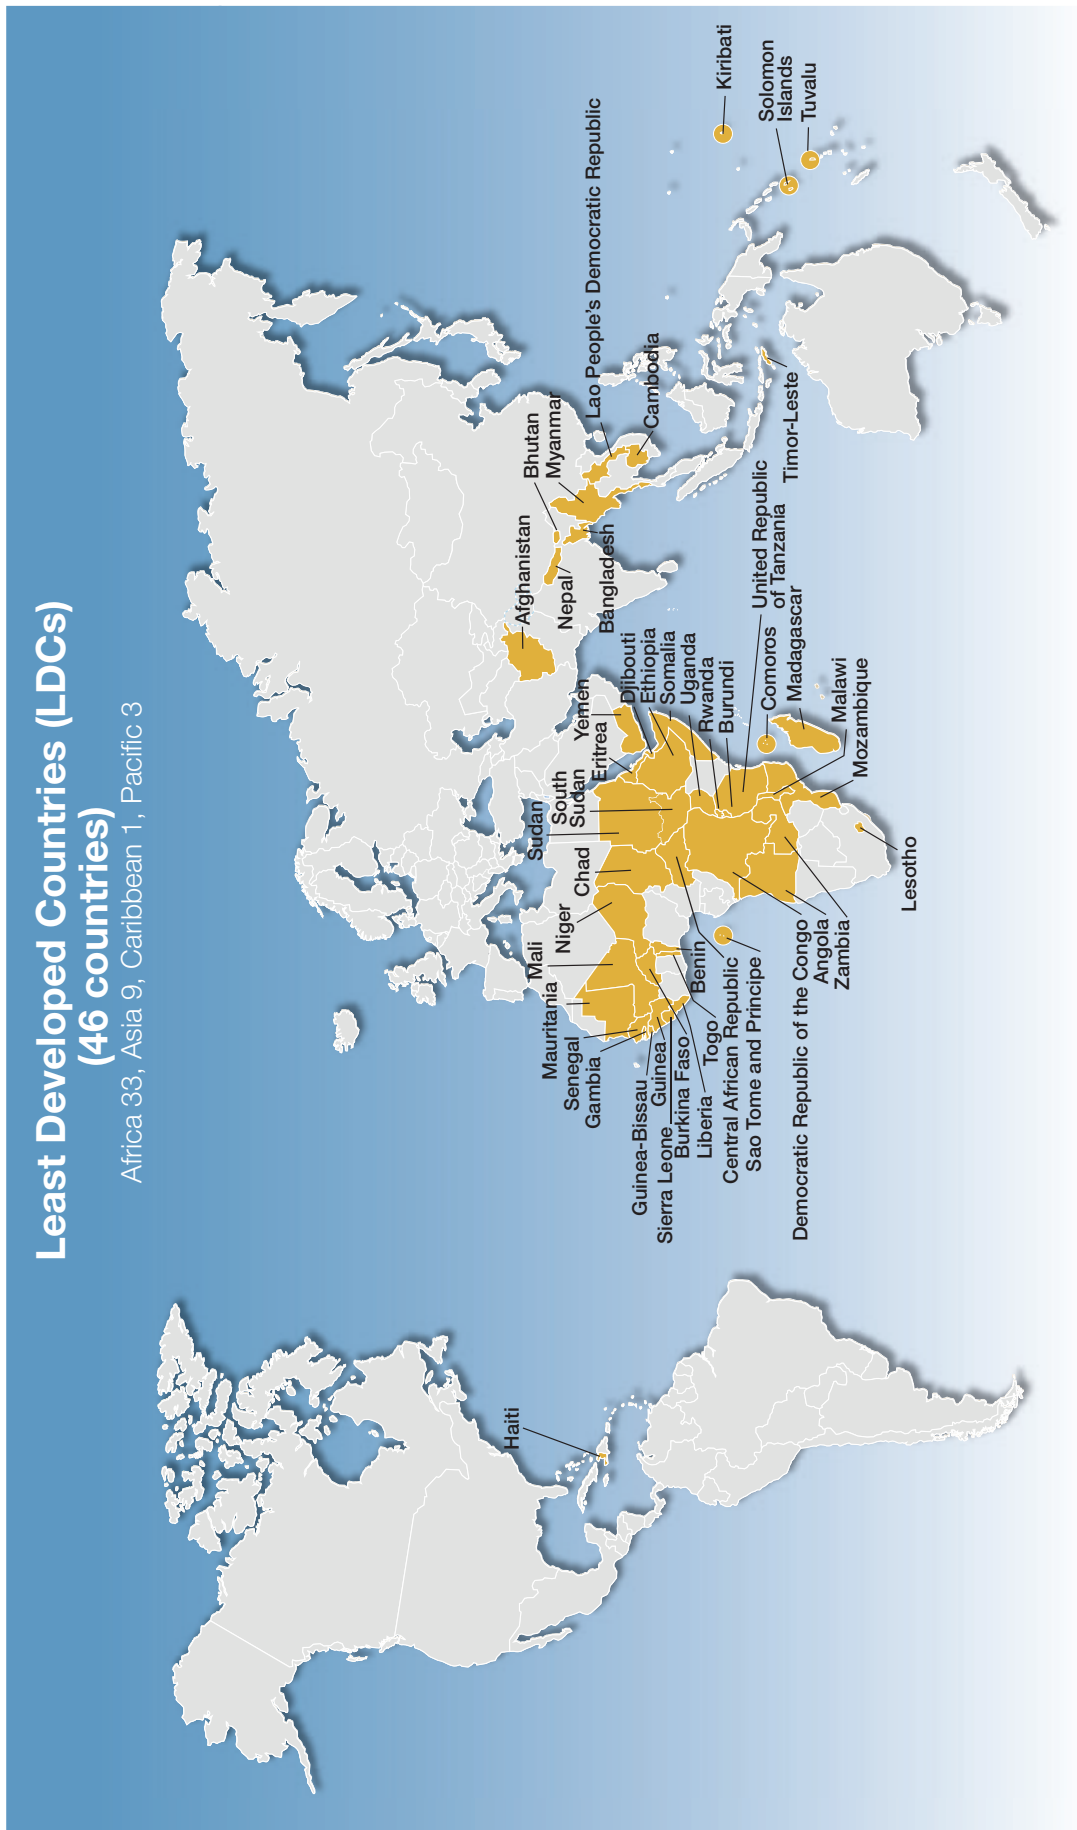 Least Developed Countries (LDCs)
(46 countries)
Africa 33, Asia 9, Caribbean 1, Pacific 3
Haiti
Mauritania
Senegal
Gambia
Guinea-Bissau
Guinea
Sierra Leone
Burkina Faso
Liberia
Togo
Benin
Central African Republic
Sao Tome and Principe
Democratic Republic of the Congo
Angola
Zambia
Lesotho
Mali
Niger
Chad
Sudan
South
Sudan
Eritrea
Yemen
Djibouti
Ethiopia
Somalia
Uganda
Rwanda
Burundi
United Republic
of Tanzania
Comoros
Madagascar
Malawi
Mozambique
Afghanistan
Nepal
Bangladesh
Bhutan
Myanmar
Lao People's Democratic Republic
Cambodia
Timor-Leste
Kiribati
Solomon
Islands
Tuvalu